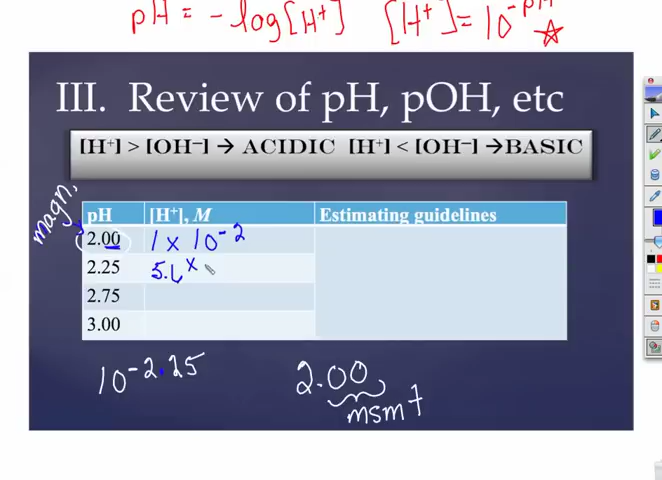 pH = - log [H⁺] [H⁺] = 10⁻ᵖᴴ
III. Review of pH, pOH, etc
[H⁺] > [OH⁻] → ACIDIC [H⁺] < [OH⁻] → BASIC
magn.
pH [H⁺], M Estimating guidelines
2.00 1 x 10⁻²
2.25 5.6 x
2.75
3.00
10⁻²·²⁵ 2.00
msmt